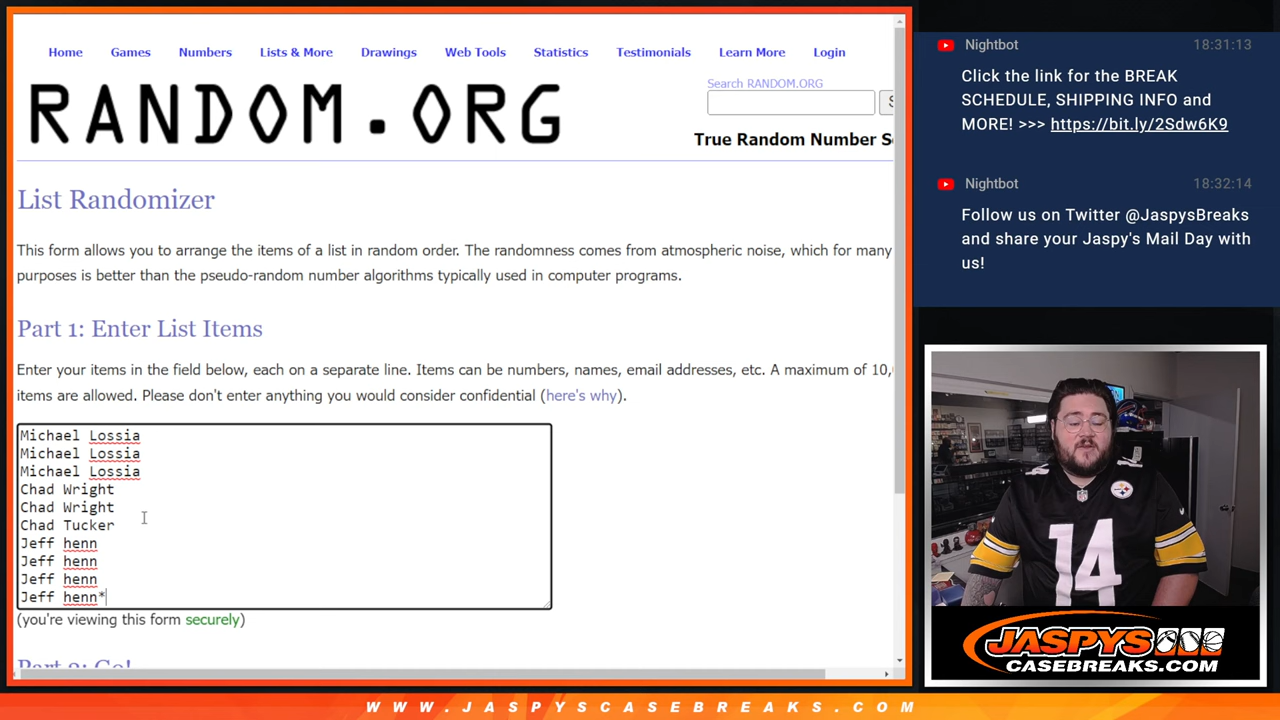 Home Games Numbers Lists & More Drawings Web Tools Statistics Testimonials Learn More Login
RANDOM.ORG
Search RANDOM.ORG
True Random Number
List Randomizer
This form allows you to arrange the items of a list in random order. The randomness comes from atmospheric noise, which for many
purposes is better than the pseudo-random number algorithms typically used in computer programs.
Part 1: Enter List Items
Enter your items in the field below, each on a separate line. Items can be numbers, names, email addresses, etc. A maximum of 10,
items are allowed. Please don't enter anything you would consider confidential (here's why).
Michael Lossia
Michael Lossia
Michael Lossia
Chad Wright
Chad Wright
Chad Tucker
Jeff henn
Jeff henn
Jeff henn
Jeff henn*
(you're viewing this form securely)
Part 2: Go!
Nightbot 18:31:13
Click the link for the BREAK
SCHEDULE, SHIPPING INFO and
MORE! >>> https://bit.ly/2Sdw6K9
Nightbot 18:32:14
Follow us on Twitter @JaspysBreaks
and share your Jaspy's Mail Day with
us!
14
JASPYS
CASEBREAKS.COM
WWW.JASPYSCASEBREAKS.COM